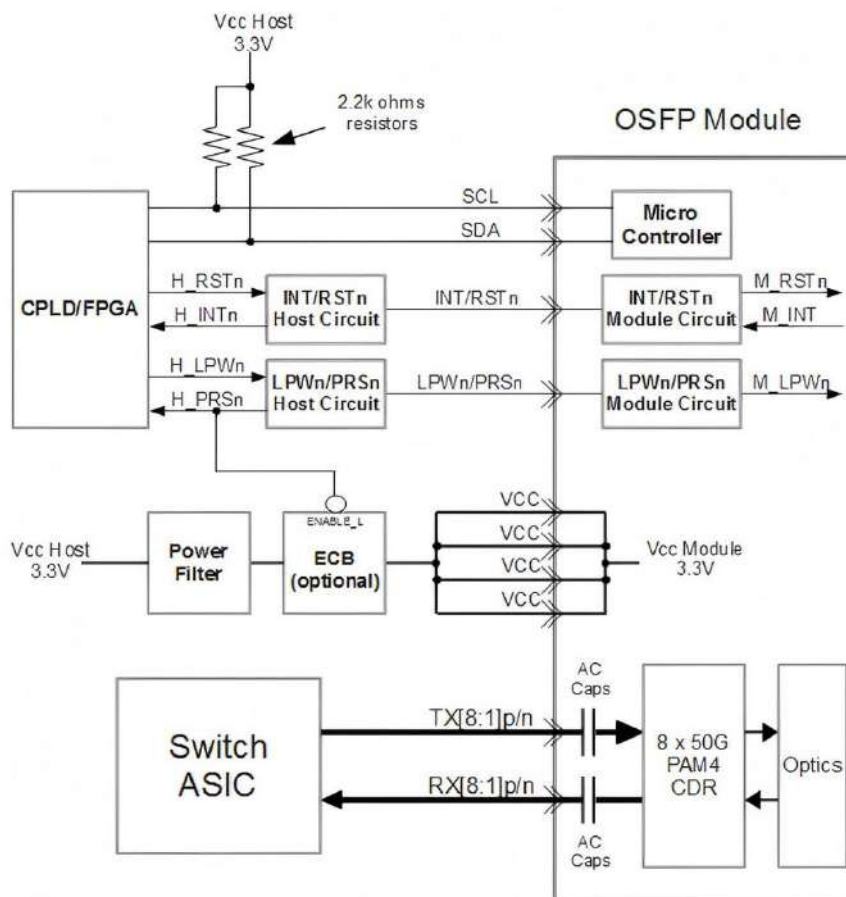 Vcc Host
3.3V
2.2k ohms
resistors
OSFP Module
SCL
SDA
Micro
Controller
CPLD/FPGA
H_RSTn
H_INTn
INT/RSTn
Host Circuit
INT/RSTn
INT/RSTn
Module Circuit
M_RSTn
M_INT
H_LPWn
H_PRSn
LPWn/PRSn
Host Circuit
LPWn/PRSn
LPWn/PRSn
Module Circuit
M_LPWn
Vcc Host
3.3V
Power
Filter
ENABLE_L
ECB
(optional)
VCC
VCC
VCC
VCC
Vcc Module
3.3V
Switch
ASIC
TX[8:1]p/n
RX[8:1]p/n
AC
Caps
AC
Caps
8 x 50G
PAM4
CDR
Optics